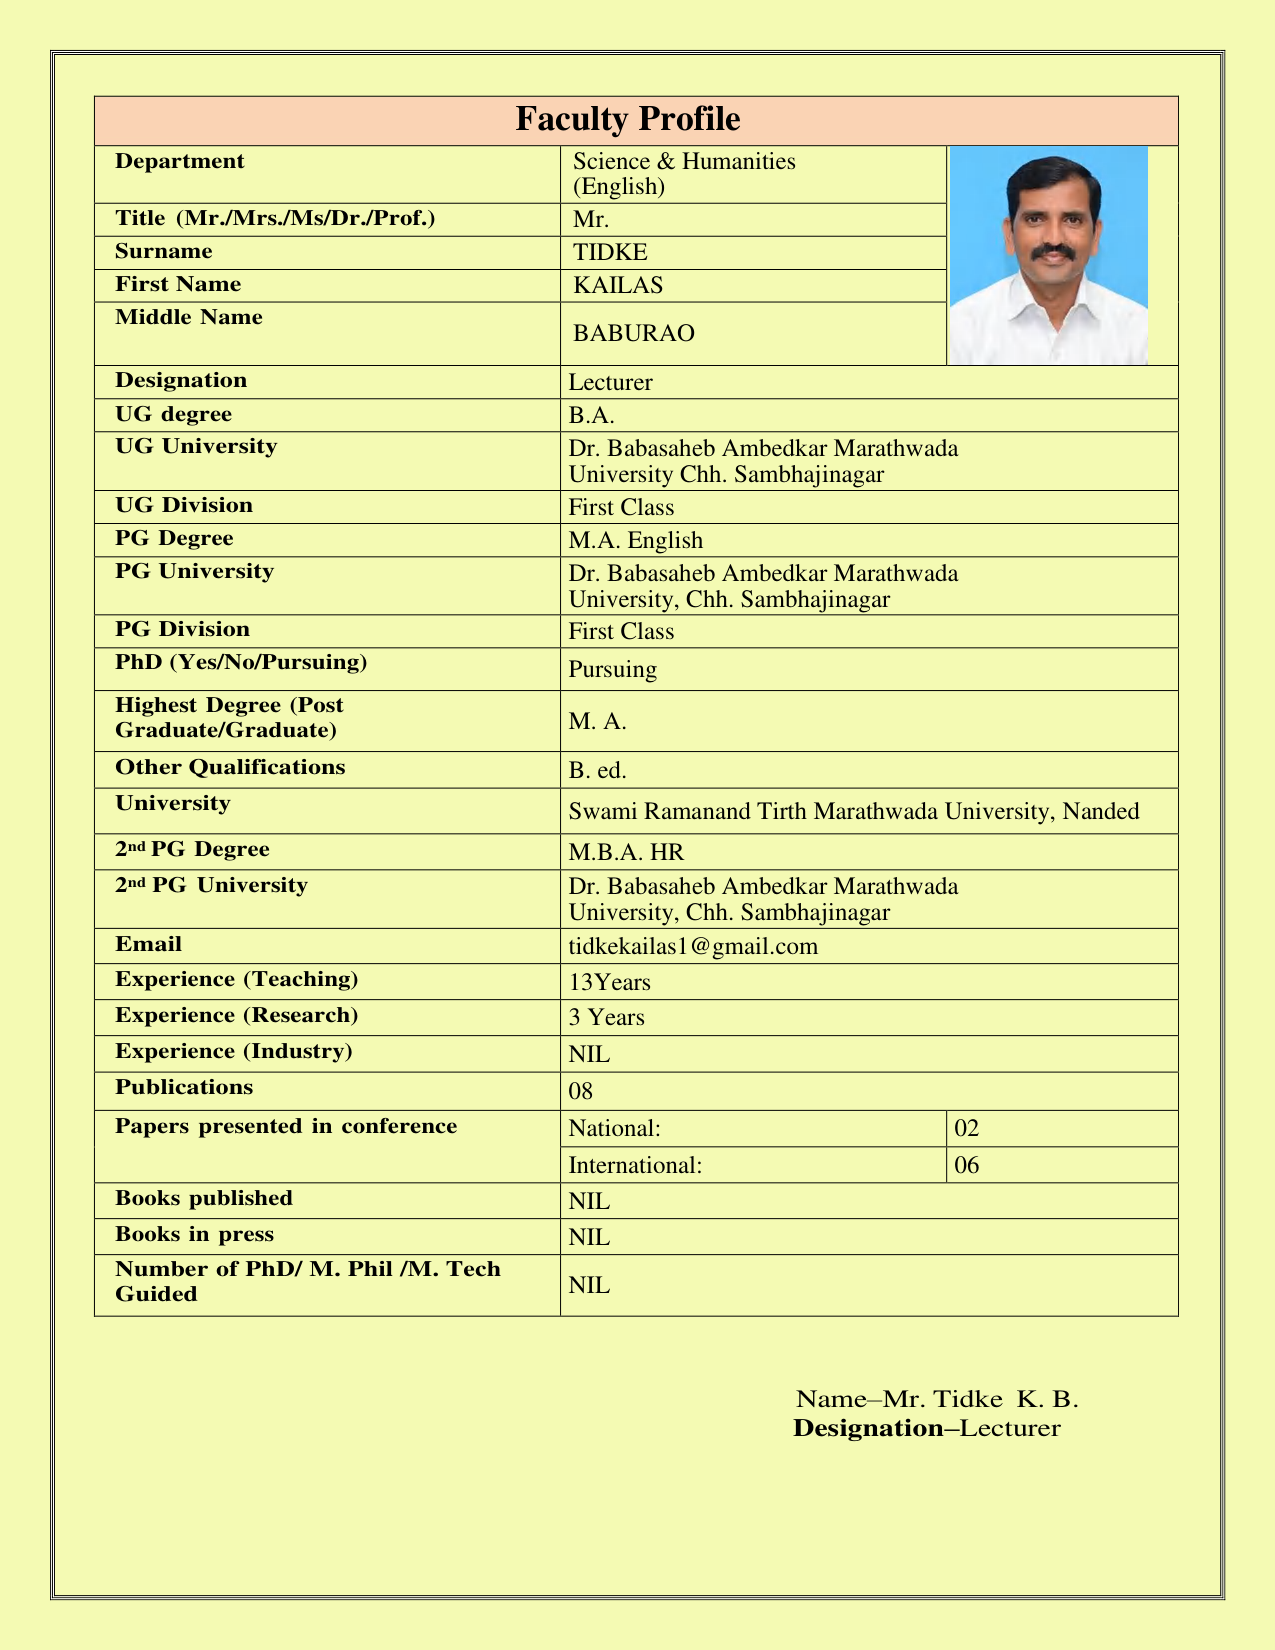 Faculty Profile
Department
Science & Humanities
(English)
Title (Mr./Mrs./Ms/Dr./Prof.)
Mr.
Surname
TIDKE
First Name
KAILAS
Middle Name
BABURAO
Designation
Lecturer
UG degree
B.A.
UG University
Dr. Babasaheb Ambedkar Marathwada
University Chh. Sambhajinagar
UG Division
First Class
PG Degree
M.A. English
PG University
Dr. Babasaheb Ambedkar Marathwada
University, Chh. Sambhajinagar
PG Division
First Class
PhD (Yes/No/Pursuing)
Pursuing
Highest Degree (Post
Graduate/Graduate)
M. A.
Other Qualifications
B. ed.
University
Swami Ramanand Tirth Marathwada University, Nanded
2nd PG Degree
M.B.A. HR
2nd PG University
Dr. Babasaheb Ambedkar Marathwada
University, Chh. Sambhajinagar
Email
tidkekailas1@gmail.com
Experience (Teaching)
13Years
Experience (Research)
3 Years
Experience (Industry)
NIL
Publications
08
Papers presented in conference
National:
02
International:
06
Books published
NIL
Books in press
NIL
Number of PhD/ M. Phil /M. Tech
Guided
NIL
Name–Mr. Tidke K. B.
Designation–Lecturer